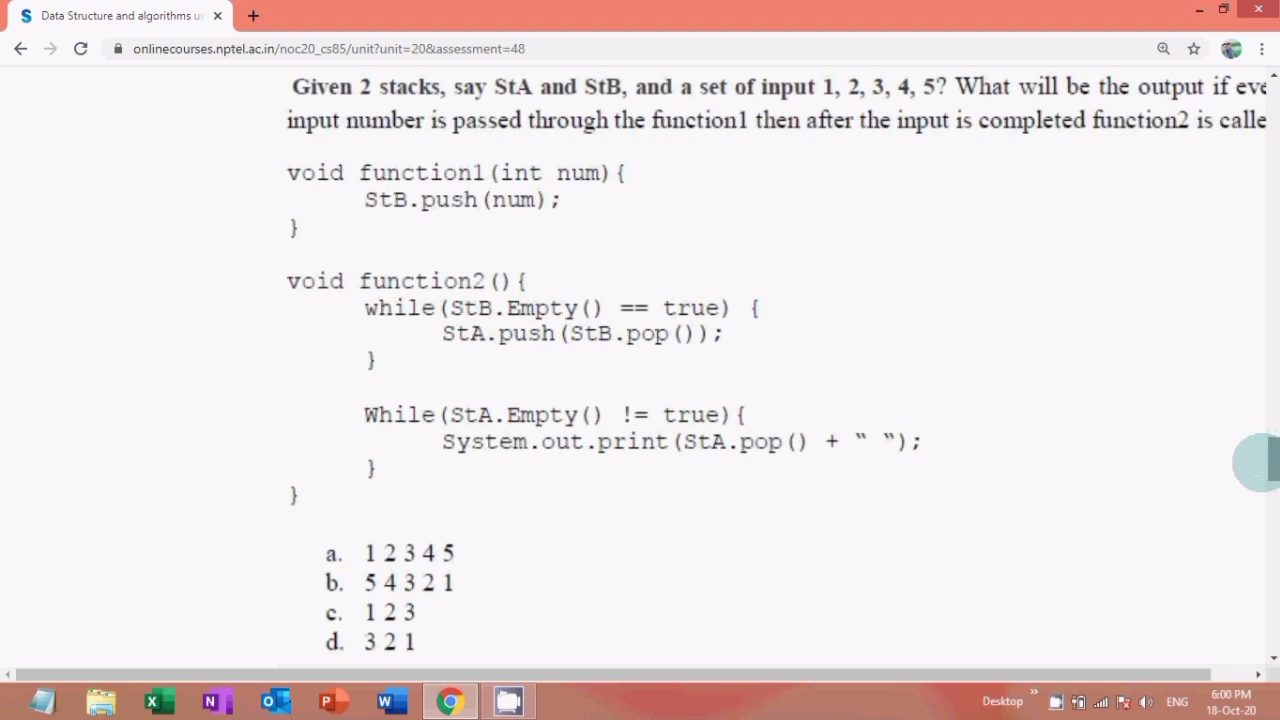 Data Structure and algorithms us
onlinecourses.nptel.ac.in/noc20_cs85/unit?unit=20&assessment=48
Given 2 stacks, say StA and StB, and a set of input 1, 2, 3, 4, 5? What will be the output if eve
input number is passed through the function1 then after the input is completed function2 is calle
void function1(int num){
StB.push(num);
}
void function2(){
while(StB.Empty() == true) {
StA.push(StB.pop());
}
While(StA.Empty() != true){
System.out.print(StA.pop() + “ “);
}
}
a. 1 2 3 4 5
b. 5 4 3 2 1
c. 1 2 3
d. 3 2 1
Desktop » ENG 6:00 PM
18-Oct-20